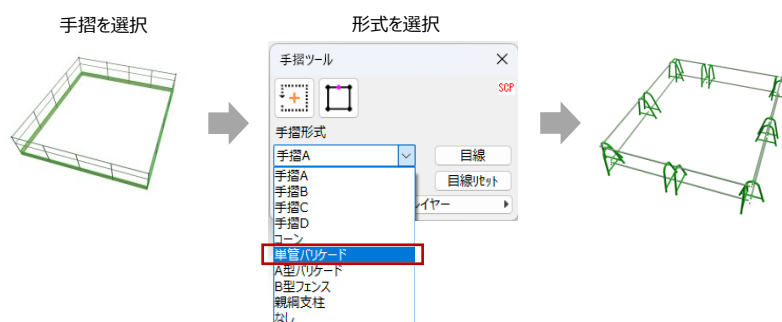 手摺を選択
形式を選択
手摺ツール
SCP
手摺形式
手摺A
目線
手摺A
目線ﾘｾｯﾄ
手摺B
手摺C
イヤー
手摺D
コーン
単管バリケード
A型バリケード
B型フェンス
親綱支柱
なし